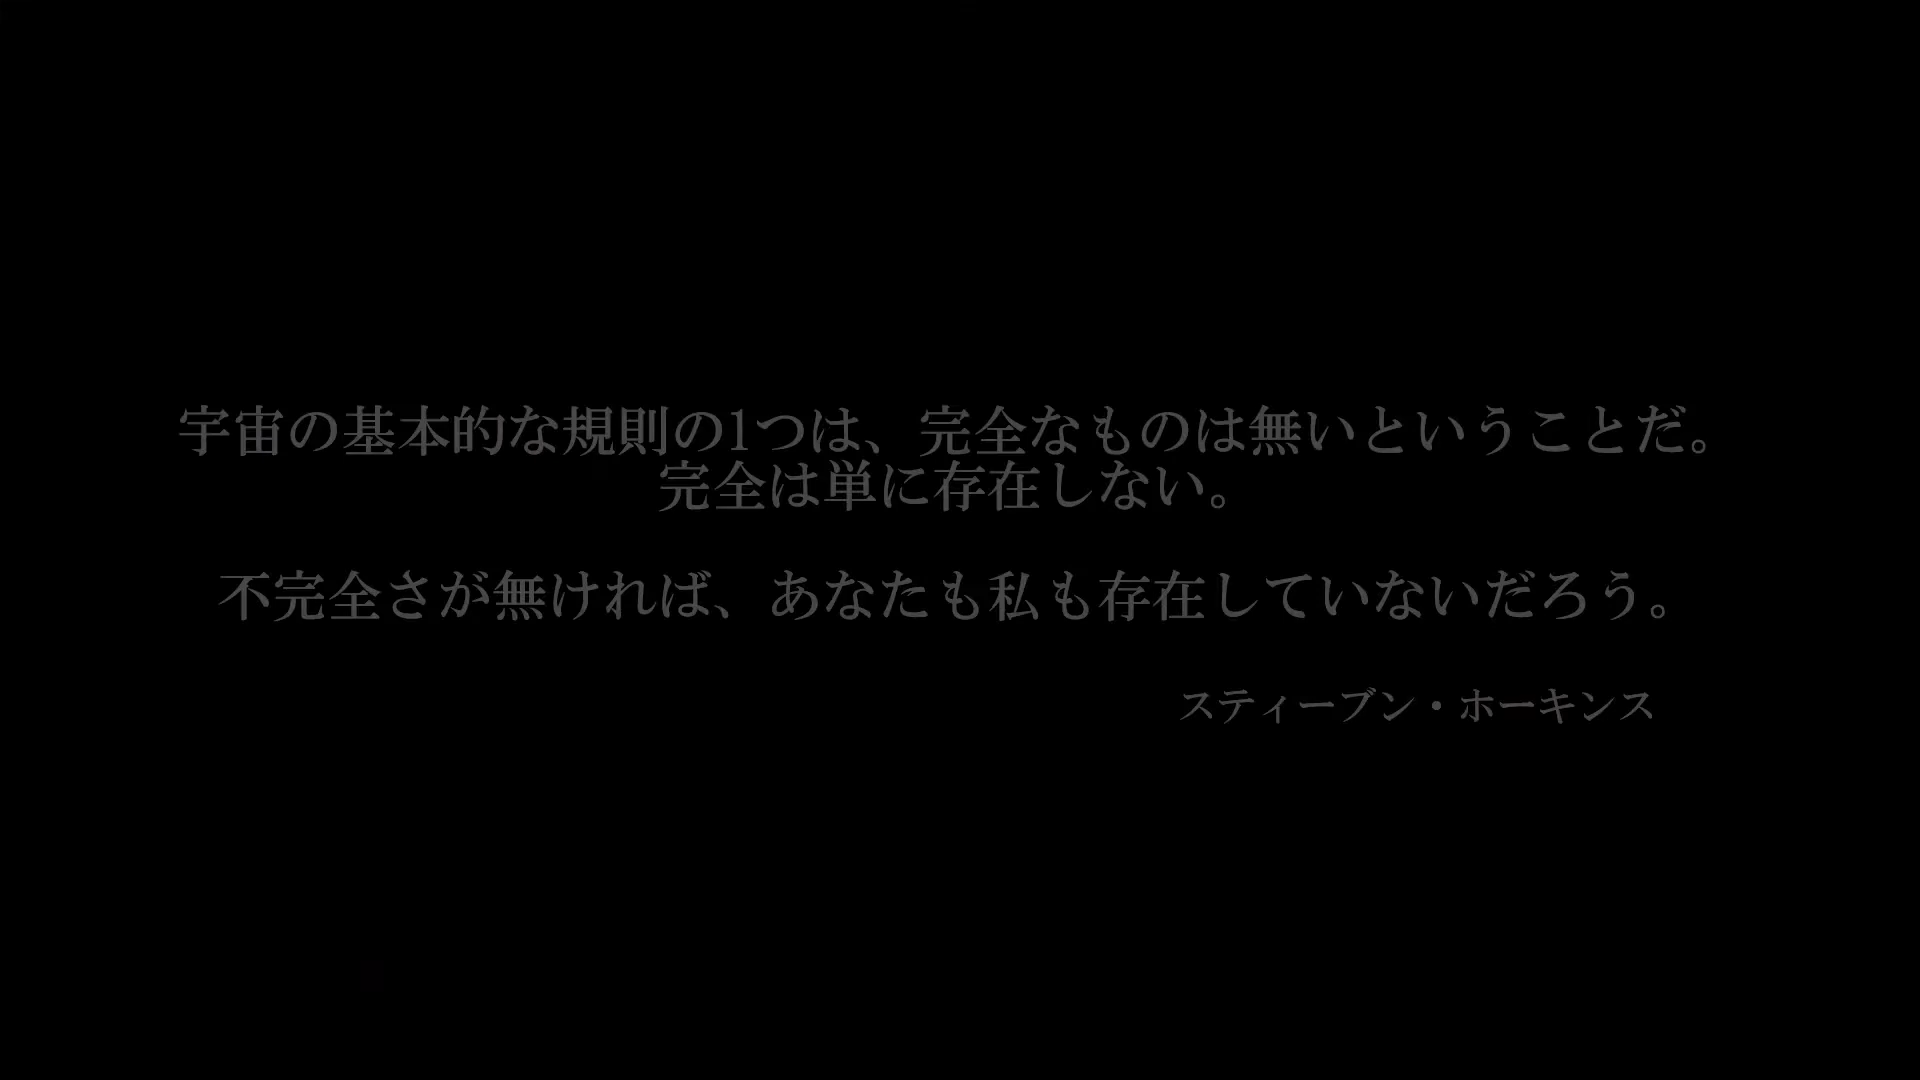 宇宙の基本的な規則の1つは、完全なものは無いということだ。
完全は単に存在しない。
不完全さが無ければ、あなたも私も存在していないだろう。
スティーブン・ホーキンス